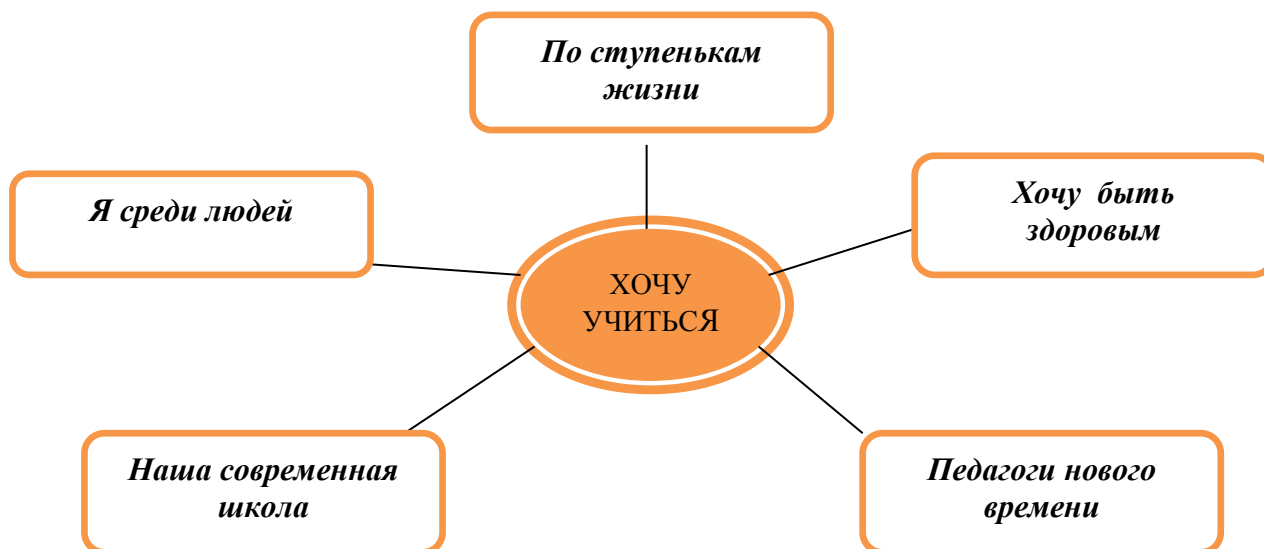 По ступенькам
жизни
Я среди людей
Хочу быть
здоровым
ХОЧУ
УЧИТЬСЯ
Наша современная
школа
Педагоги нового
времени